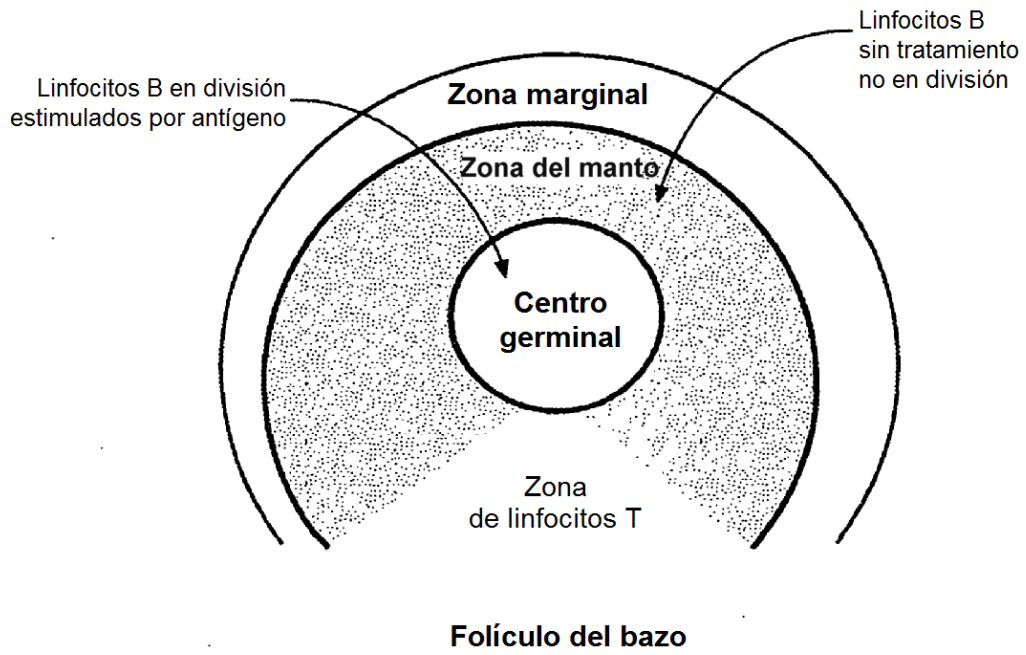 Linfocitos B
sin tratamiento
no en división
Linfocitos B en división
estimulados por antígeno
Zona marginal
Zona del manto
Centro
germinal
Zona
de linfocitos T
Folículo del bazo